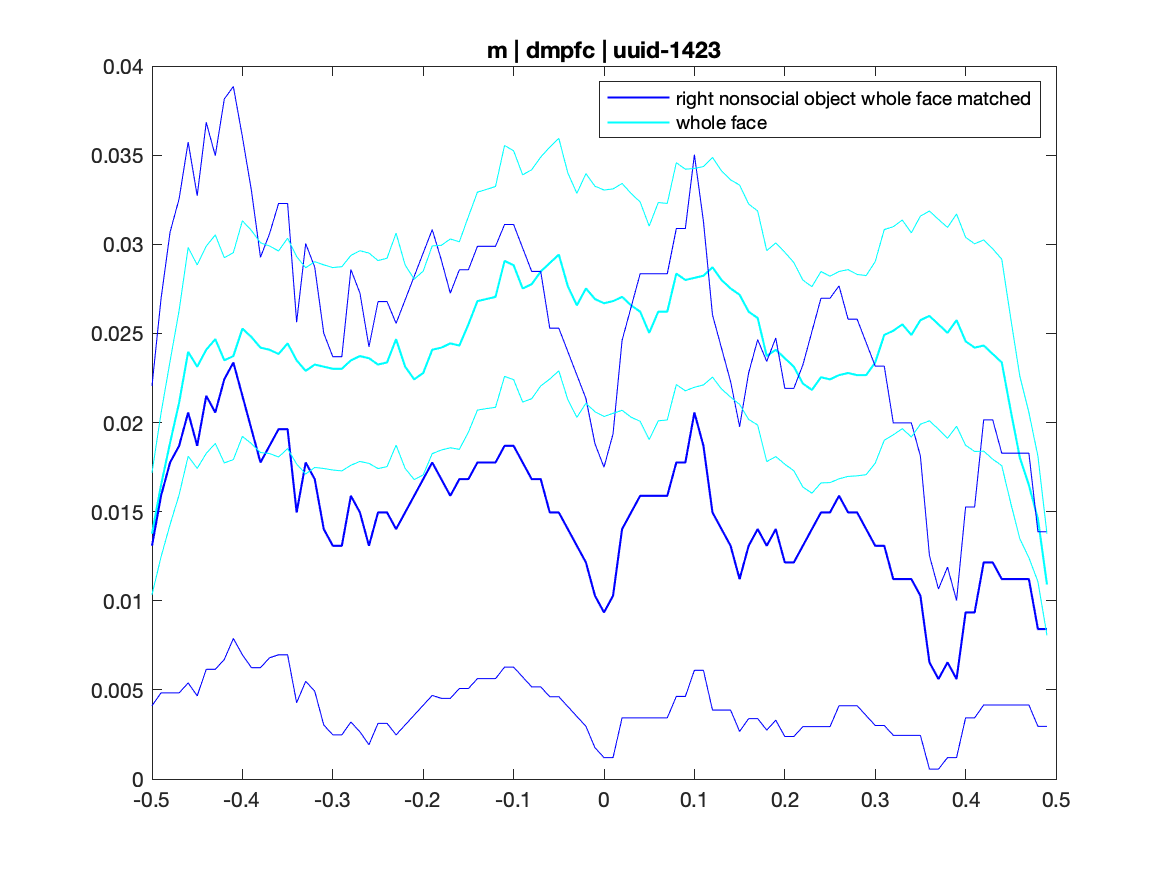 m | dmpfc | uuid-1423
right nonsocial object whole face matched
whole face
0.04
0.035
0.03
0.025
0.02
0.015
0.01
0.005
0
-0.5 -0.4 -0.3 -0.2 -0.1 0 0.1 0.2 0.3 0.4 0.5